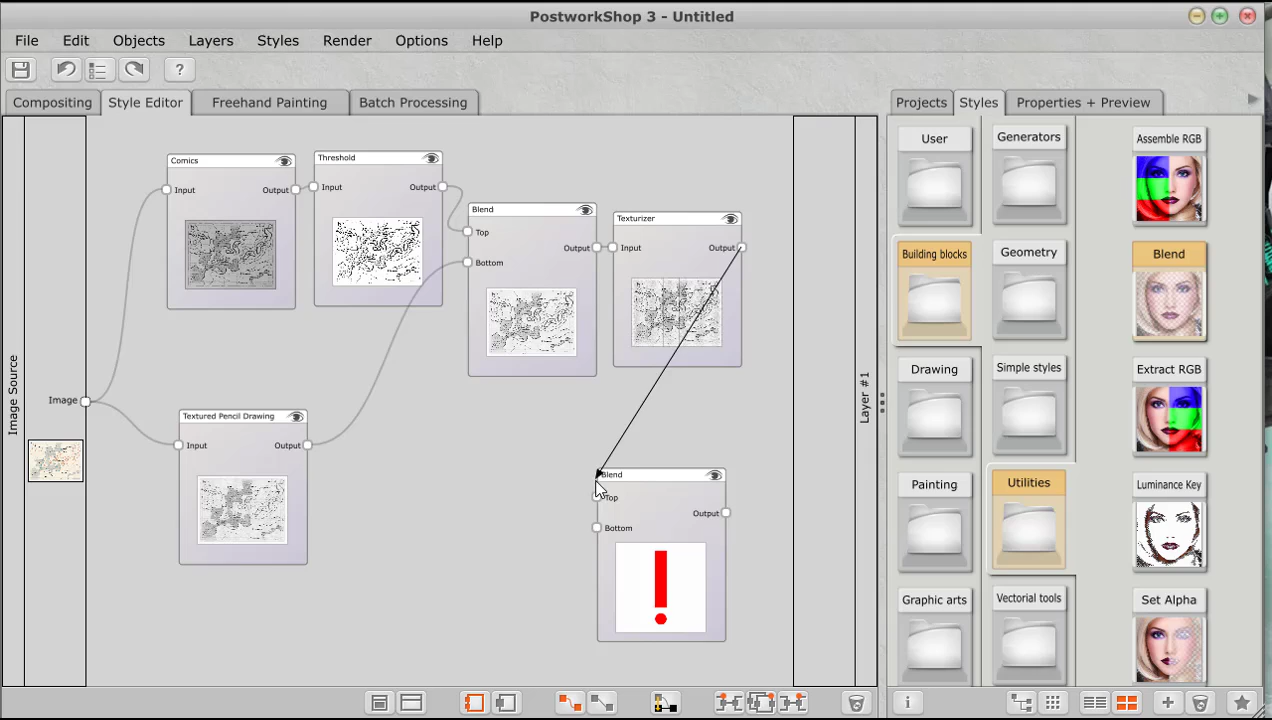 PostworkShop 3 - Untitled
File Edit Objects Layers Styles Render Options Help
?
Compositing Style Editor Freehand Painting Batch Processing
Projects Styles Properties + Preview
Image Source
Image
Comics
Input Output
Threshold
Input Output
Blend
Top
Output
Bottom
Texturizer
Input Output
Textured Pencil Drawing
Input Output
Blend
Top
Output
Bottom
!
Layer #1
User Generators Assemble RGB
Building blocks Geometry Blend
Drawing Simple styles Extract RGB
Painting Utilities Luminance Key
Graphic arts Vectorial tools Set Alpha
i